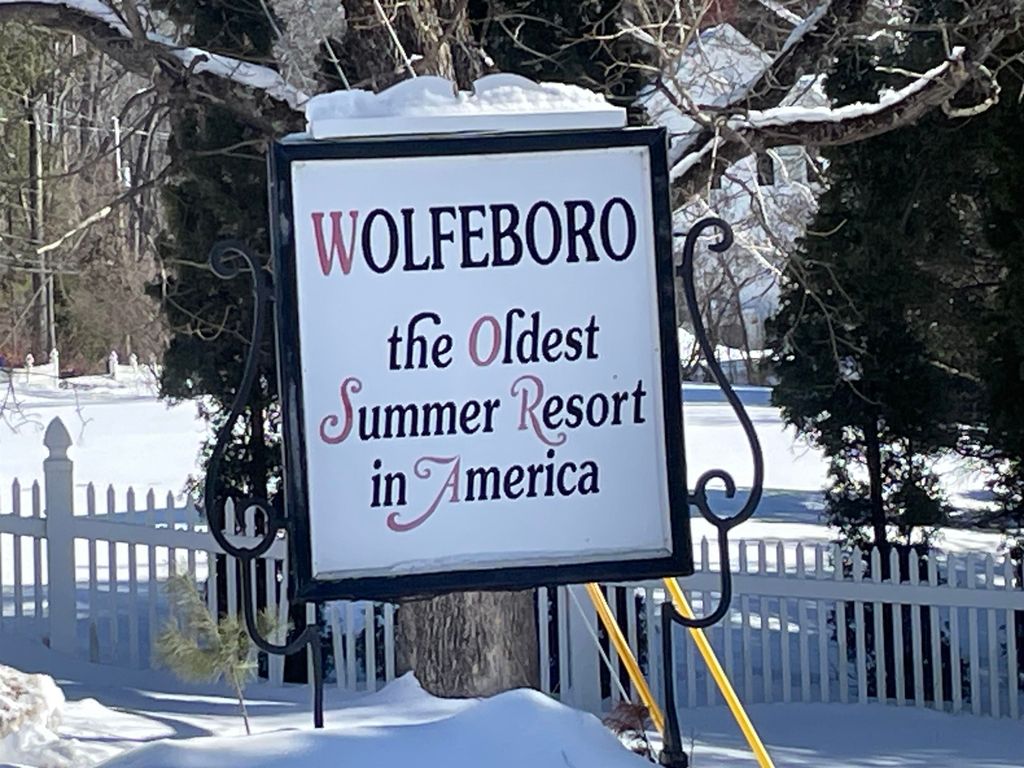 WOLFEBORO
the Oldest
Summer Resort
in America